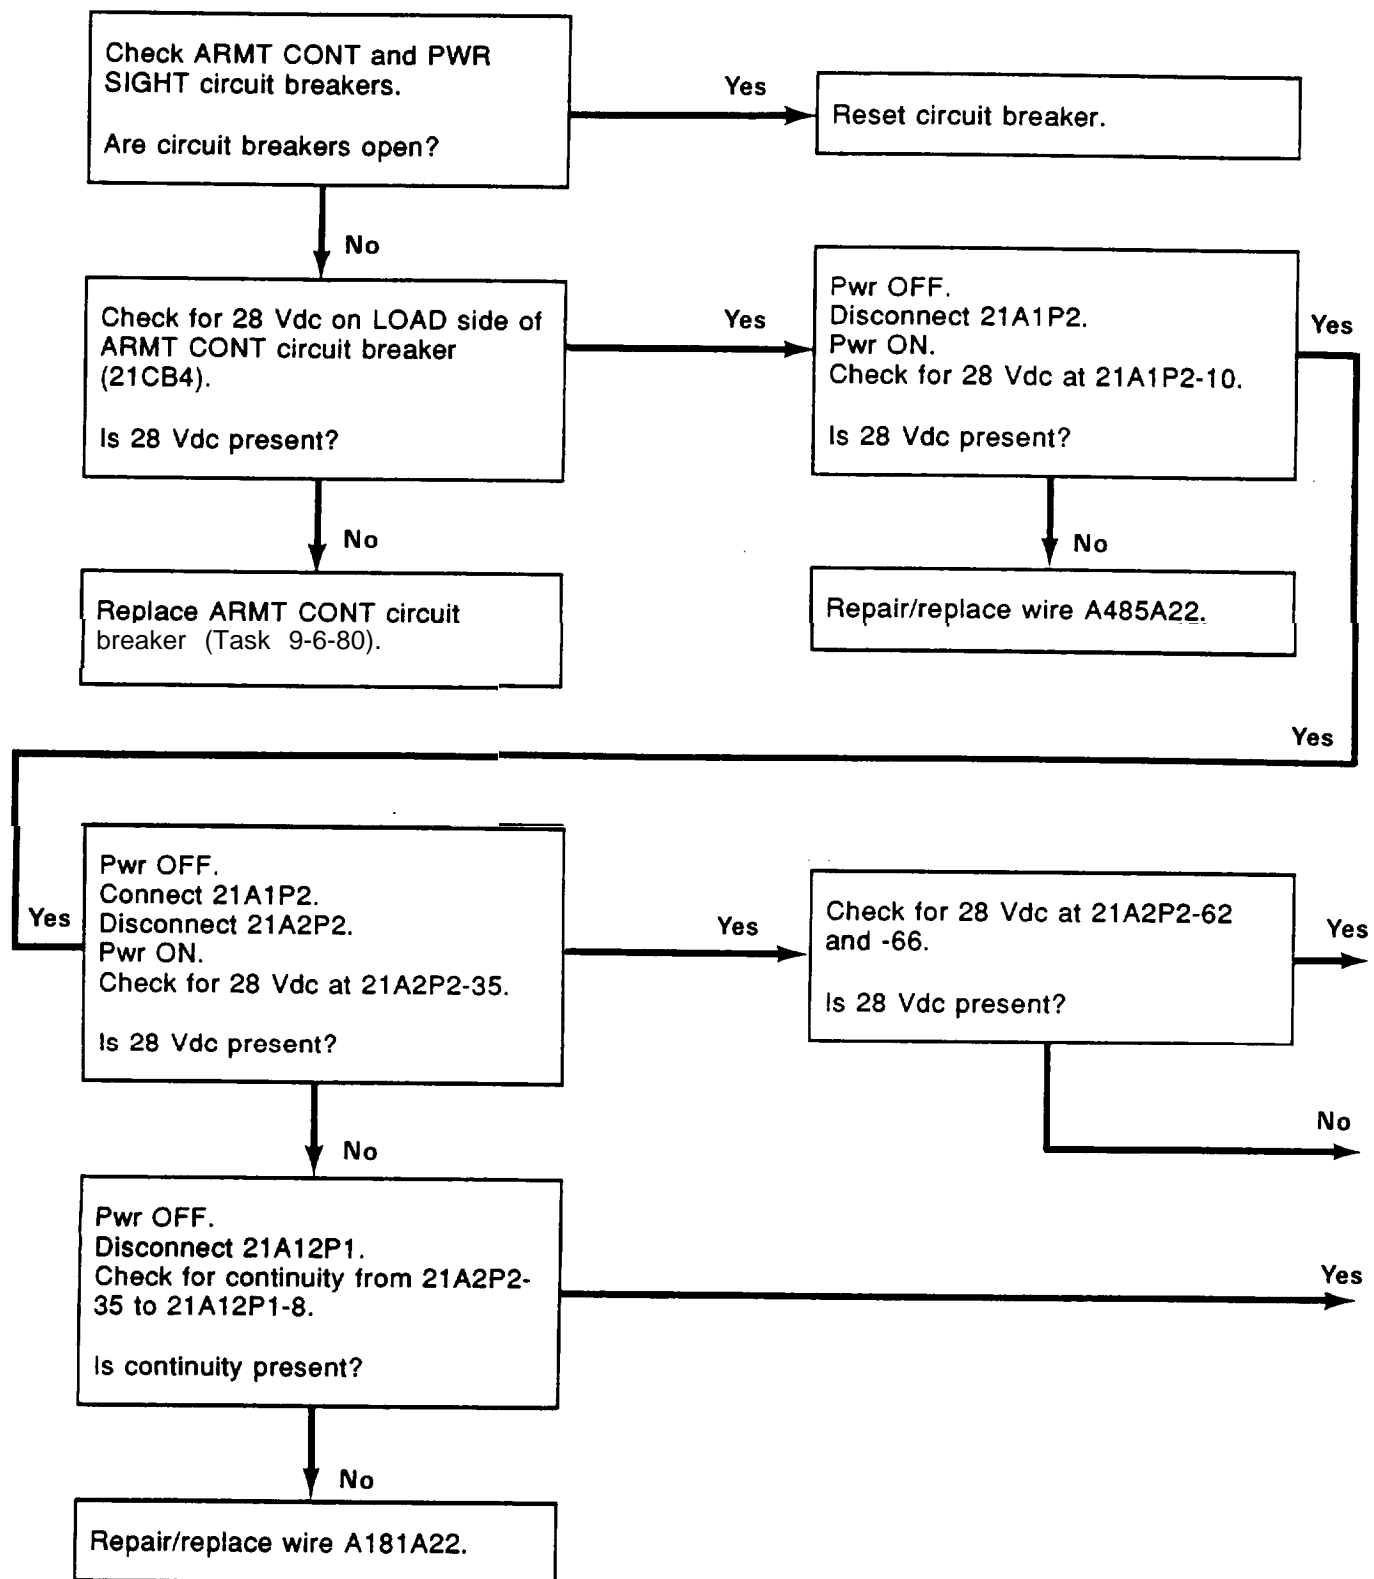 Check ARMT CONT and PWR
SIGHT circuit breakers.
Are circuit breakers open?
Yes
Reset circuit breaker.
No
Check for 28 Vdc on LOAD side of
ARMT CONT circuit breaker
(21CB4).
Is 28 Vdc present?
Yes
Pwr OFF.
Disconnect 21A1P2.
Pwr ON.
Check for 28 Vdc at 21A1P2-10.
Is 28 Vdc present?
Yes
No
Replace ARMT CONT circuit
breaker (Task 9-6-80).
No
Repair/replace wire A485A22.
Yes
Yes
Pwr OFF.
Connect 21A1P2.
Disconnect 21A2P2.
Pwr ON.
Check for 28 Vdc at 21A2P2-35.
Is 28 Vdc present?
Yes
Check for 28 Vdc at 21A2P2-62
and -66.
Is 28 Vdc present?
Yes
No
No
Pwr OFF.
Disconnect 21A12P1.
Check for continuity from 21A2P2-
35 to 21A12P1-8.
Is continuity present?
Yes
No
Repair/replace wire A181A22.